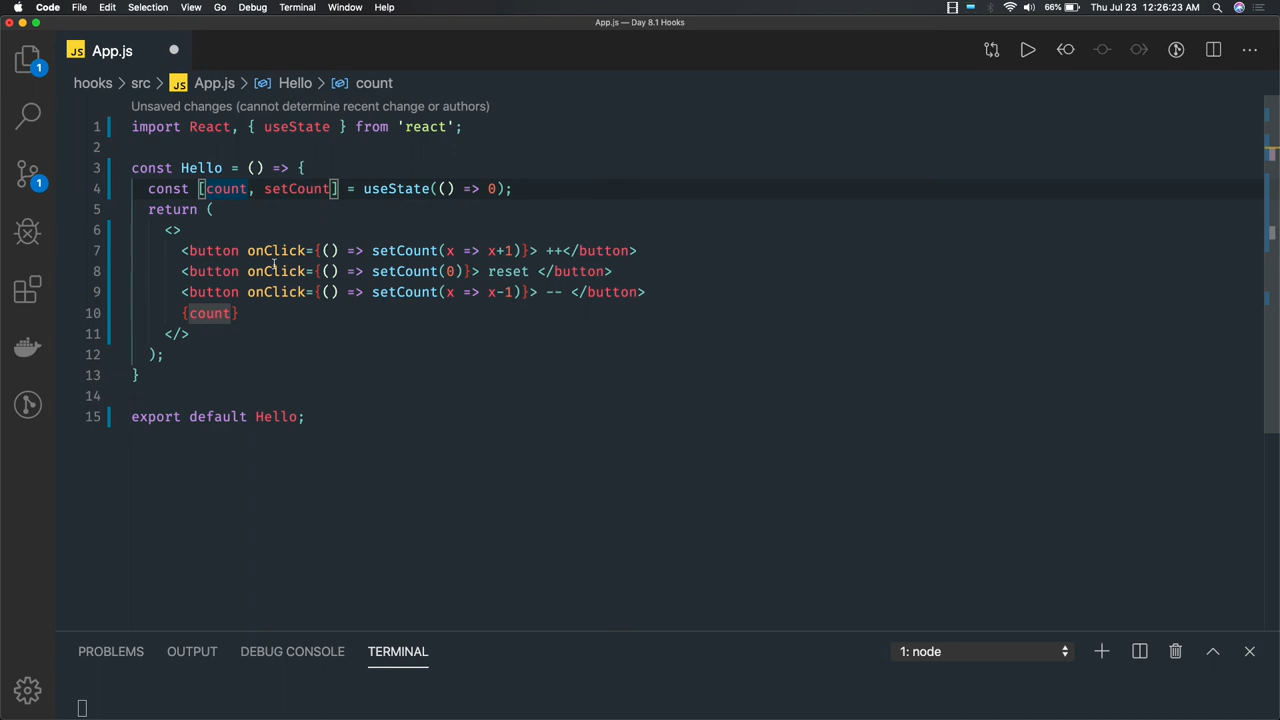 Code File Edit Selection View Go Debug Terminal Window Help 66% Thu Jul 23 12:26:23 AM
App.js — Day 8.1 Hooks
JS App.js
1
hooks > src > JS App.js > Hello > count
Unsaved changes (cannot determine recent change or authors)
1 import React, { useState } from 'react';
2
3 const Hello = () => {
4 const [count, setCount] = useState(() => 0);
5 return (
6 <>
7 <button onClick={() => setCount(x => x+1)}> ++</button>
8 <button onClick={() => setCount(0)}> reset </button>
9 <button onClick={() => setCount(x => x-1)}> -- </button>
10 {count}
11 </>
12 );
13 }
14
15 export default Hello;
1
PROBLEMS OUTPUT DEBUG CONSOLE TERMINAL 1: node